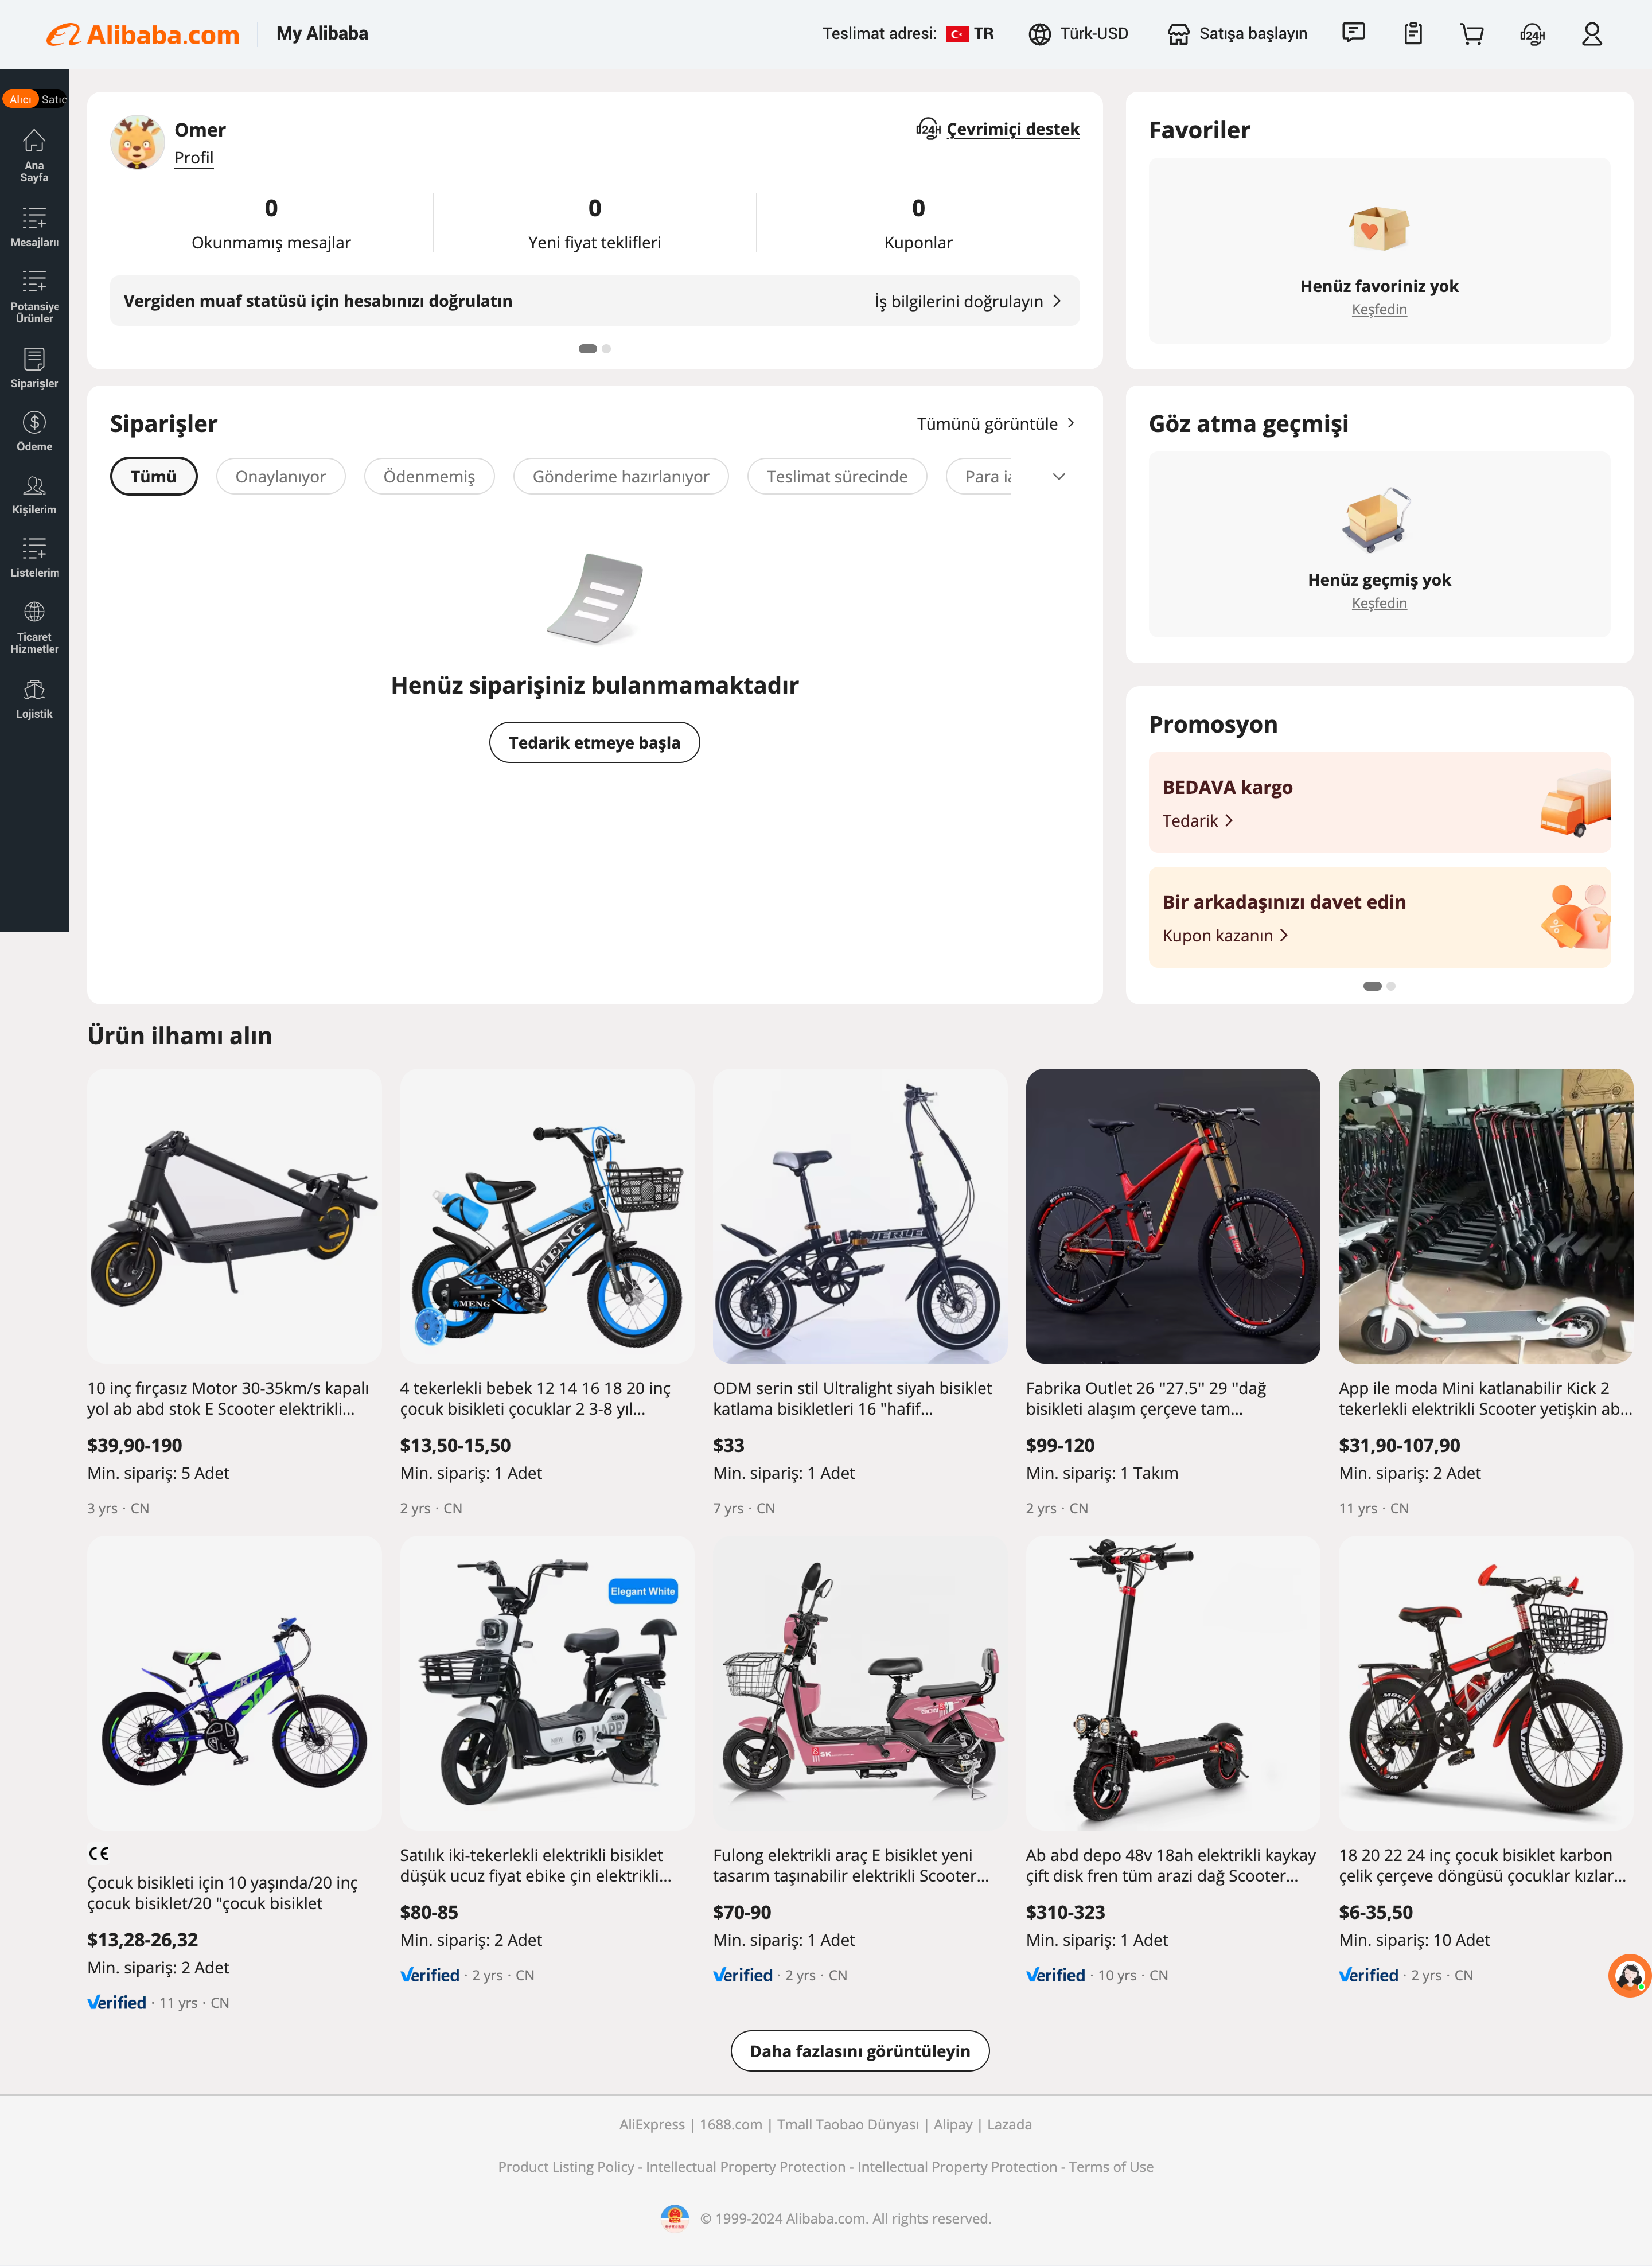 Alibaba.com
My Alibaba
Teslimat adresi: TR
Türk-USD
Satışa başlayın
24H
Alıcı Satıc
Ana
Sayfa
Mesajların
Potansiye
Ürünler
Siparişler
Ödeme
Kişilerim
Listelerim
Ticaret
Hizmetler
Lojistik
Omer
Profil
24H Çevrimiçi destek
0
Okunmamış mesajlar
0
Yeni fiyat teklifleri
0
Kuponlar
Vergiden muaf statüsü için hesabınızı doğrulatın
İş bilgilerini doğrulayın
Favoriler
Henüz favoriniz yok
Keşfedin
Siparişler
Tümünü görüntüle
Tümü
Onaylanıyor
Ödenmemiş
Gönderime hazırlanıyor
Teslimat sürecinde
Para ia
Henüz siparişiniz bulanmamaktadır
Tedarik etmeye başla
Göz atma geçmişi
Henüz geçmiş yok
Keşfedin
Promosyon
BEDAVA kargo
Tedarik
Bir arkadaşınızı davet edin
Kupon kazanın
%
Ürün ilhamı alın
10 inç fırçasız Motor 30-35km/s kapalı
yol ab abd stok E Scooter elektrikli...
$39,90-190
Min. sipariş: 5 Adet
3 yrs · CN
MENG
MENG
4 tekerlekli bebek 12 14 16 18 20 inç
çocuk bisikleti çocuklar 2 3-8 yıl...
$13,50-15,50
Min. sipariş: 1 Adet
2 yrs · CN
ODM serin stil Ultralight siyah bisiklet
katlama bisikletleri 16 "hafif...
$33
Min. sipariş: 1 Adet
7 yrs · CN
Fabrika Outlet 26 ''27.5'' 29 ''dağ
bisikleti alaşım çerçeve tam...
$99-120
Min. sipariş: 1 Takım
2 yrs · CN
App ile moda Mini katlanabilir Kick 2
tekerlekli elektrikli Scooter yetişkin ab...
$31,90-107,90
Min. sipariş: 2 Adet
11 yrs · CN
CE
Çocuk bisikleti için 10 yaşında/20 inç
çocuk bisiklet/20 "çocuk bisiklet
$13,28-26,32
Min. sipariş: 2 Adet
Verified · 11 yrs · CN
Elegant White
HAPPY
6
Satılık iki-tekerlekli elektrikli bisiklet
düşük ucuz fiyat ebike çin elektrikli...
$80-85
Min. sipariş: 2 Adet
Verified · 2 yrs · CN
SK
Fulong elektrikli araç E bisiklet yeni
tasarım taşınabilir elektrikli Scooter...
$70-90
Min. sipariş: 1 Adet
Verified · 2 yrs · CN
Ab abd depo 48v 18ah elektrikli kaykay
çift disk fren tüm arazi dağ Scooter...
$310-323
Min. sipariş: 1 Adet
Verified · 10 yrs · CN
18 20 22 24 inç çocuk bisiklet karbon
çelik çerçeve döngüsü çocuklar kızlar...
$6-35,50
Min. sipariş: 10 Adet
Verified · 2 yrs · CN
Daha fazlasını görüntüleyin
AliExpress | 1688.com | Tmall Taobao Dünyası | Alipay | Lazada
Product Listing Policy - Intellectual Property Protection - Intellectual Property Protection - Terms of Use
© 1999-2024 Alibaba.com. All rights reserved.